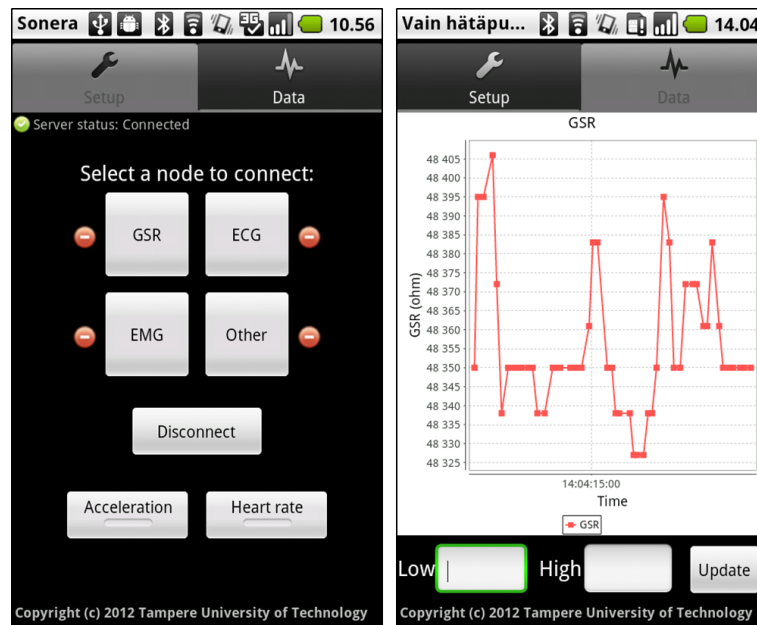 Sonera
3G
10.56
Setup
Data
Server status: Connected
Select a node to connect:
GSR
ECG
EMG
Other
Disconnect
Acceleration
Heart rate
Copyright (c) 2012 Tampere University of Technology
Vain hätäpu...
14.04
Setup
Data
GSR
48 405
48 400
48 395
48 390
48 385
48 380
48 375
48 370
48 365
48 360
48 355
48 350
48 345
48 340
48 335
48 330
48 325
GSR (ohm)
14:04:15:00
Time
GSR
Low
High
Update
Copyright (c) 2012 Tampere University of Technology